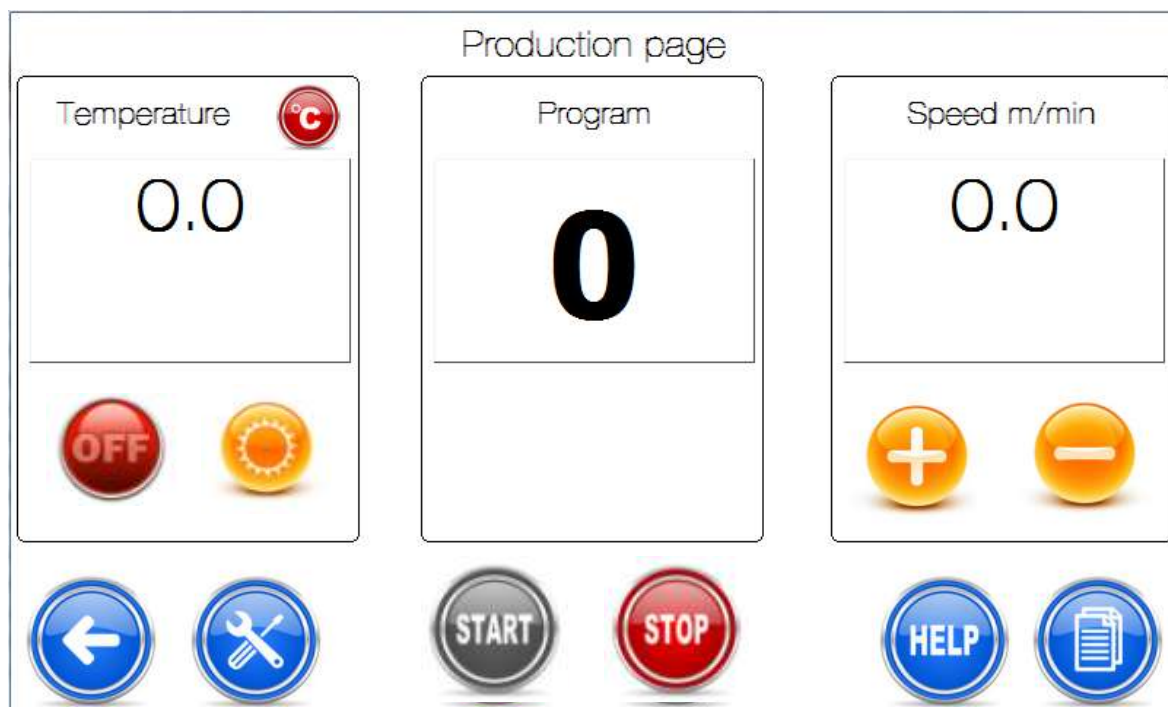 Production page
Temperature °C
Program
Speed m/min
0.0
0
0.0
OFF
START
STOP
HELP